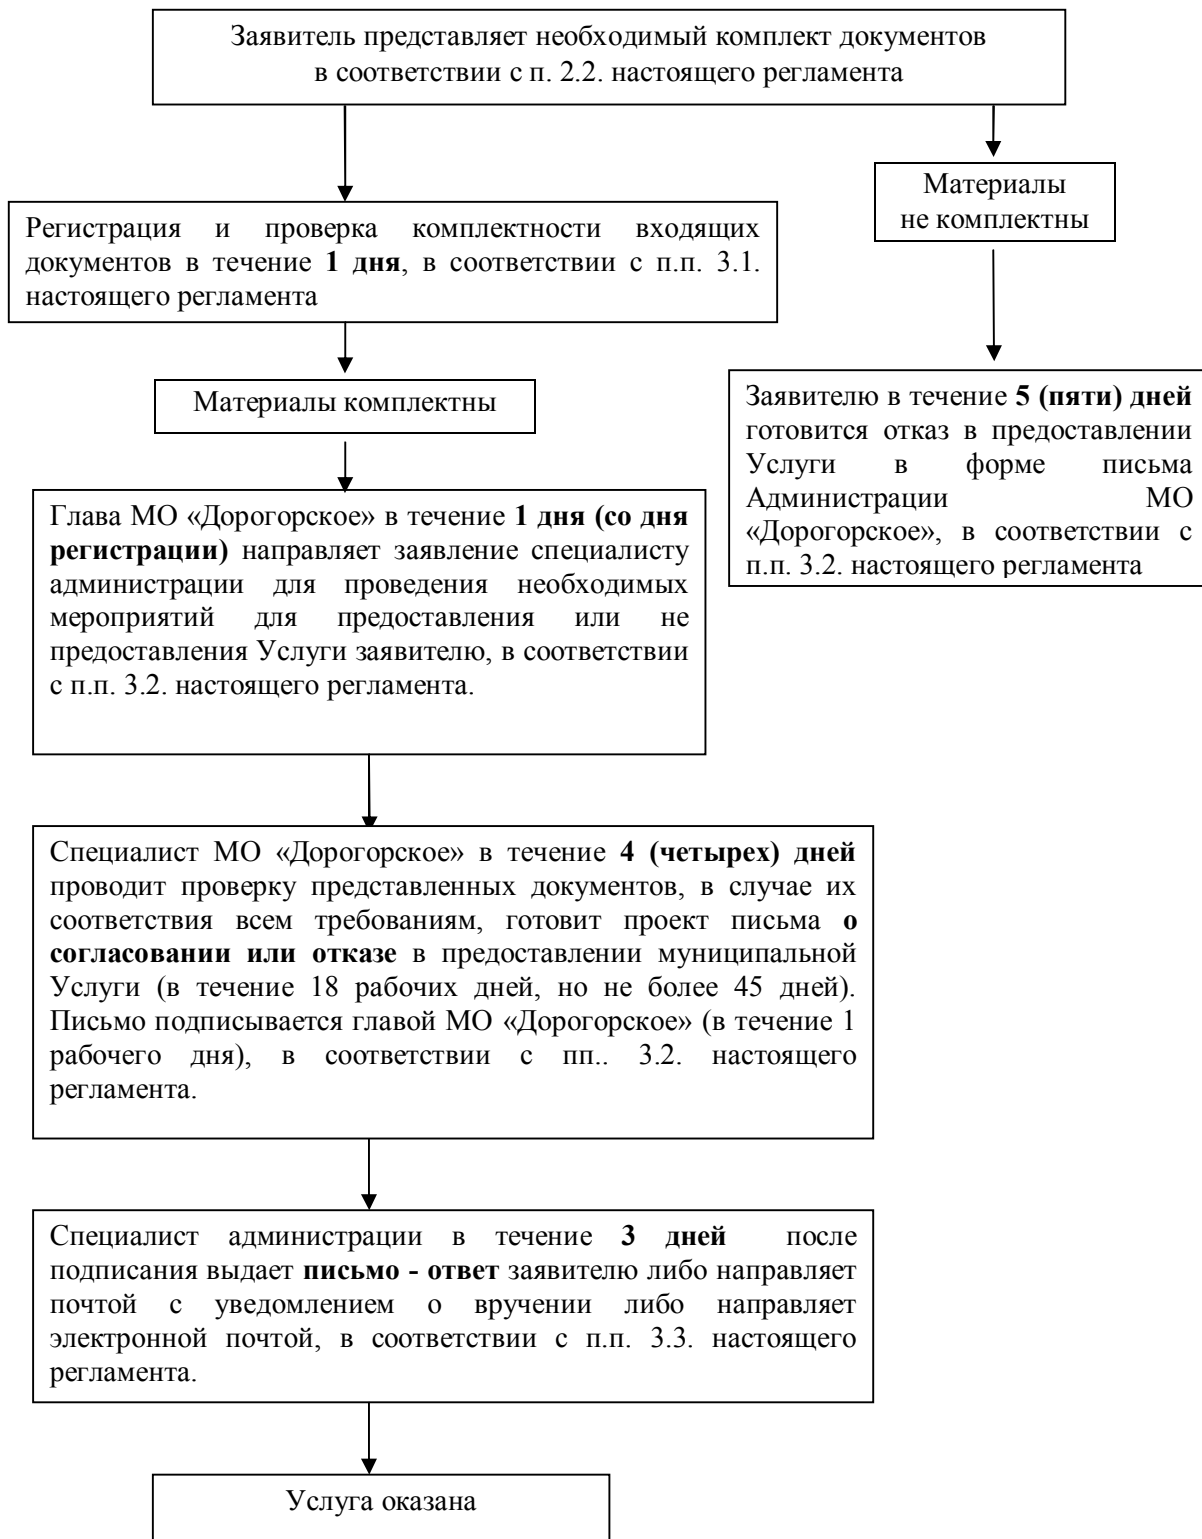 Заявитель представляет необходимый комплект документов
в соответствии с п. 2.2. настоящего регламента
Материалы
не комплектны
Регистрация и проверка комплектности входящих
документов в течение 1 дня, в соответствии с п.п. 3.1.
настоящего регламента
Материалы комплектны
Заявителю в течение 5 (пяти) дней
готовится отказ в предоставлении
Услуги в форме письма
Администрации МО
«Дорогорское», в соответствии с
п.п. 3.2. настоящего регламента
Глава МО «Дорогорское» в течение 1 дня (со дня
регистрации) направляет заявление специалисту
администрации для проведения необходимых
мероприятий для предоставления или не
предоставления Услуги заявителю, в соответствии
с п.п. 3.2. настоящего регламента.
Специалист МО «Дорогорское» в течение 4 (четырех) дней
проводит проверку представленных документов, в случае их
соответствия всем требованиям, готовит проект письма о
согласовании или отказе в предоставлении муниципальной
Услуги (в течение 18 рабочих дней, но не более 45 дней).
Письмо подписывается главой МО «Дорогорское» (в течение 1
рабочего дня), в соответствии с пп.. 3.2. настоящего
регламента.
Специалист администрации в течение 3 дней после
подписания выдает письмо - ответ заявителю либо направляет
почтой с уведомлением о вручении либо направляет
электронной почтой, в соответствии с п.п. 3.3. настоящего
регламента.
Услуга оказана